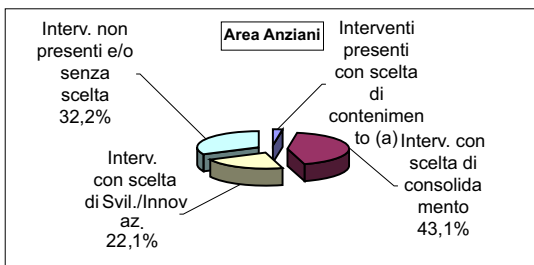 Area Anziani
Interv. non
presenti e/o
senza
scelta
32,2%
Interventi
presenti
con scelta
di
contenimen
to (a)
Interv. con
scelta di
consolida
mento
43,1%
Interv.
con scelta
di Svil./Innov
az.
22,1%